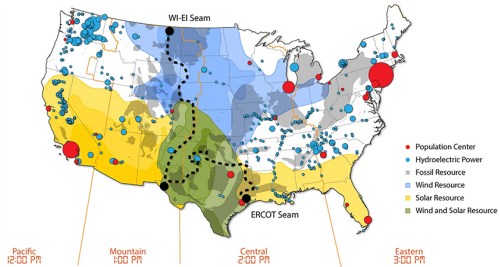 WI-EI Seam
ERCOT Seam
Population Center
Hydroelectric Power
Fossil Resource
Wind Resource
Solar Resource
Wind and Solar Resource
Pacific Mountain Central Eastern
12:00 PM 1:00 PM 2:00 PM 3:00 PM